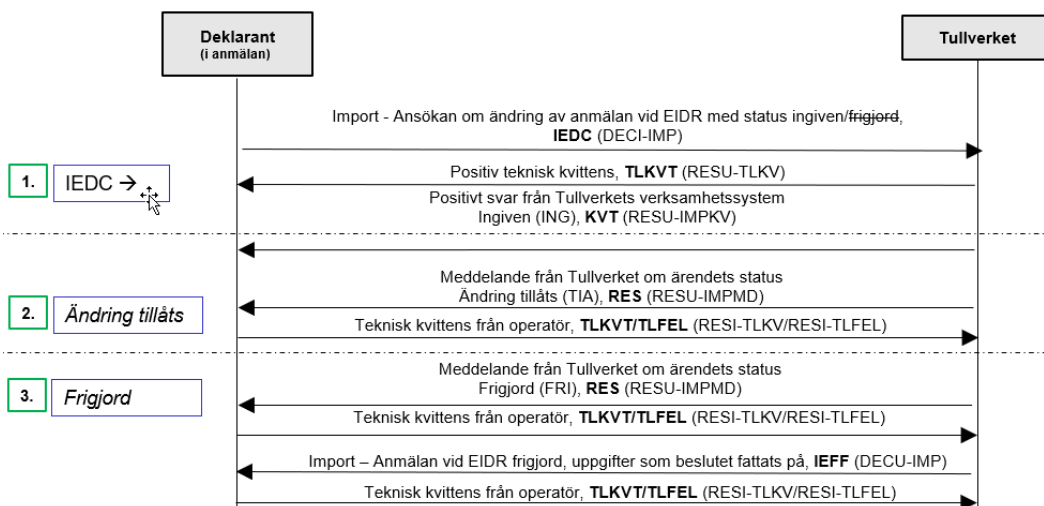 Deklarant
(i anmälan)
Tullverket
Import - Ansökan om ändring av anmälan vid EIDR med status ingiven/frigjord,
IEDC (DECI-IMP)
1.
IEDC →
Positiv teknisk kvittens, TLKVT (RESU-TLKV)
Positivt svar från Tullverkets verksamhetssystem
Ingiven (ING), KVT (RESU-IMPKV)
2.
Ändring tillåts
Meddelande från Tullverket om ärendets status
Ändring tillåts (TIA), RES (RESU-IMPMD)
Teknisk kvittens från operatör, TLKVT/TLFEL (RESI-TLKV/RESI-TLFEL)
3.
Frigjord
Meddelande från Tullverket om ärendets status
Frigjord (FRI), RES (RESU-IMPMD)
Teknisk kvittens från operatör, TLKVT/TLFEL (RESI-TLKV/RESI-TLFEL)
Import – Anmälan vid EIDR frigjord, uppgifter som beslutet fattats på, IEFF (DECU-IMP)
Teknisk kvittens från operatör, TLKVT/TLFEL (RESI-TLKV/RESI-TLFEL)